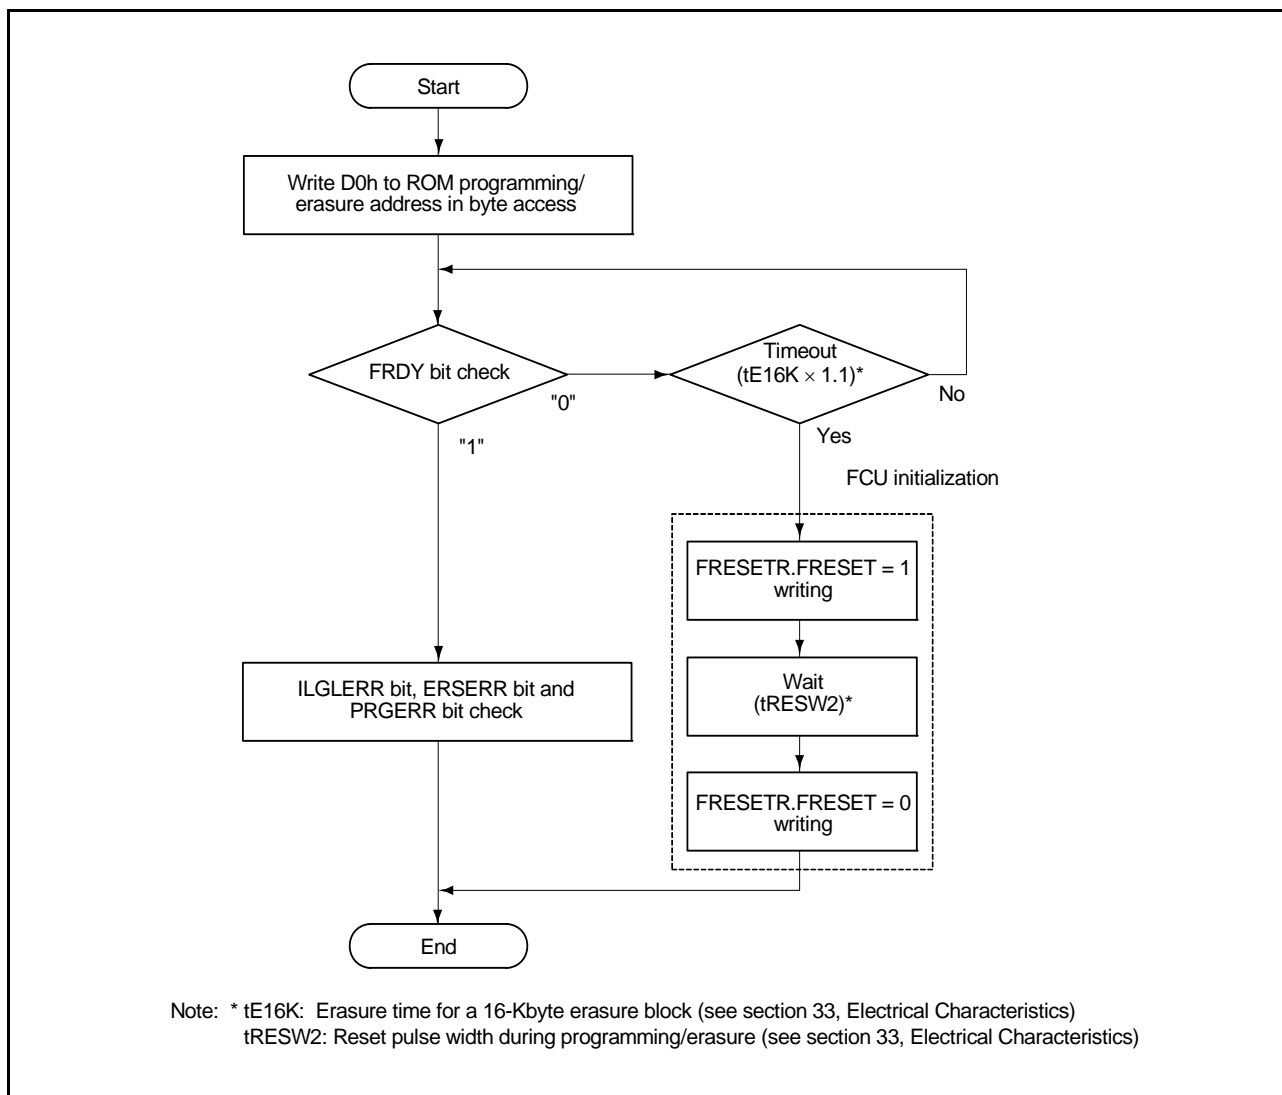 Start
Write D0h to ROM programming/
erasure address in byte access
FRDY bit check
"0"
"1"
Timeout
(tE16K × 1.1)*
No
Yes
FCU initialization
FRESETR.FRESET = 1
writing
Wait
(tRESW2)*
FRESETR.FRESET = 0
writing
ILGLERR bit, ERSERR bit and
PRGERR bit check
End
Note: * tE16K: Erasure time for a 16-Kbyte erasure block (see section 33, Electrical Characteristics)
tRESW2: Reset pulse width during programming/erasure (see section 33, Electrical Characteristics)